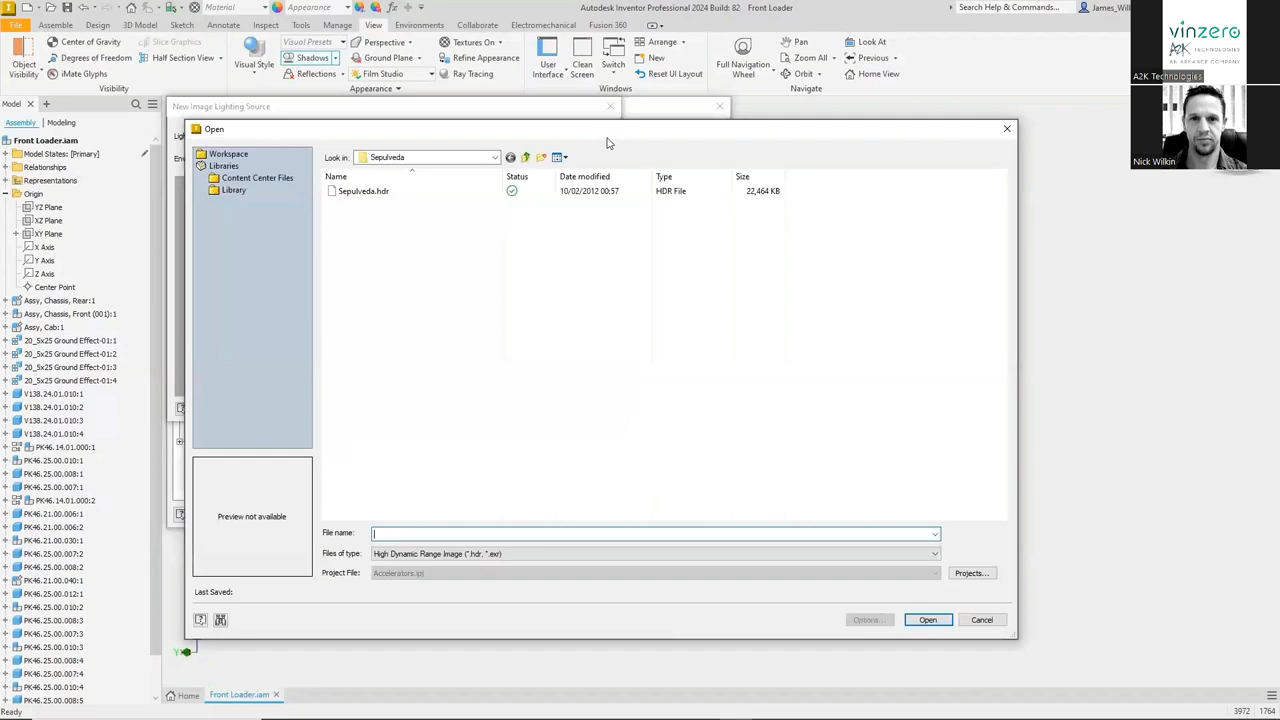 Material
Appearance
Autodesk Inventor Professional 2024 Build: 82 Front Loader
Search Help & Commands...
File Assembly Design 3D Model Sketch Annotate Inspect Tools Manage View Environments Collaborate Electromechanical Fusion 360
Object Visibility
Center of Gravity
Degrees of Freedom
iMate Glyphs
Slice Graphics
Half Section View
Visibility
Visual Style
Visual Presets
Shadows
Reflections
Perspective
Ground Plane
Film Studio
Textures On
Refine Appearance
Ray Tracing
Appearance
User Interface
Clean Screen
Switch
Arrange
New
Reset UI Layout
Windows
Full Navigation Wheel
Pan
Zoom All
Orbit
Look At
Previous
Home View
Navigate
vinzero
A2K TECHNOLOGIES
AN ARKANCE COMPANY
A2K Technologies
Nick Wilkin
Model
Assembly Modeling
Front Loader.iam
Model States: [Primary]
Relationships
Representations
Origin
YZ Plane
XZ Plane
XY Plane
X Axis
Y Axis
Z Axis
Center Point
Assy, Chassis, Rear:1
Assy, Chassis, Front (001):1
Assy, Cab:1
20_5x25 Ground Effect-01:1
20_5x25 Ground Effect-01:2
20_5x25 Ground Effect-01:3
20_5x25 Ground Effect-01:4
V138.24.01.010:1
V138.24.01.010:2
V138.24.01.010:3
V138.24.01.010:4
PK46.14.01.000:1
PK46.25.00.010:1
PK46.25.00.008:1
PK46.25.00.007:1
PK46.14.01.000:2
PK46.21.00.006:1
PK46.21.00.006:2
PK46.21.00.030:1
PK46.25.00.007:2
PK46.25.00.008:2
PK46.21.00.040:1
PK46.25.00.012:1
PK46.25.00.010:2
PK46.25.00.008:3
PK46.25.00.007:3
PK46.25.00.010:3
PK46.25.00.008:4
PK46.25.00.007:4
PK46.25.00.010:4
PK46.25.00.008:5
New Image Lighting Source
Open
Workspace
Libraries
Content Center Files
Library
Look in: Sepulveda
Name Status Date modified Type Size
Sepulveda.hdr 10/02/2012 00:57 HDR File 22,464 KB
Preview not available
File name:
Files of type: High Dynamic Range Image (*.hdr, *.exr)
Project File: Accelerators.ipj Projects...
Last Saved:
Options... Open Cancel
Y
Home Front Loader.iam
Ready 3972 1764